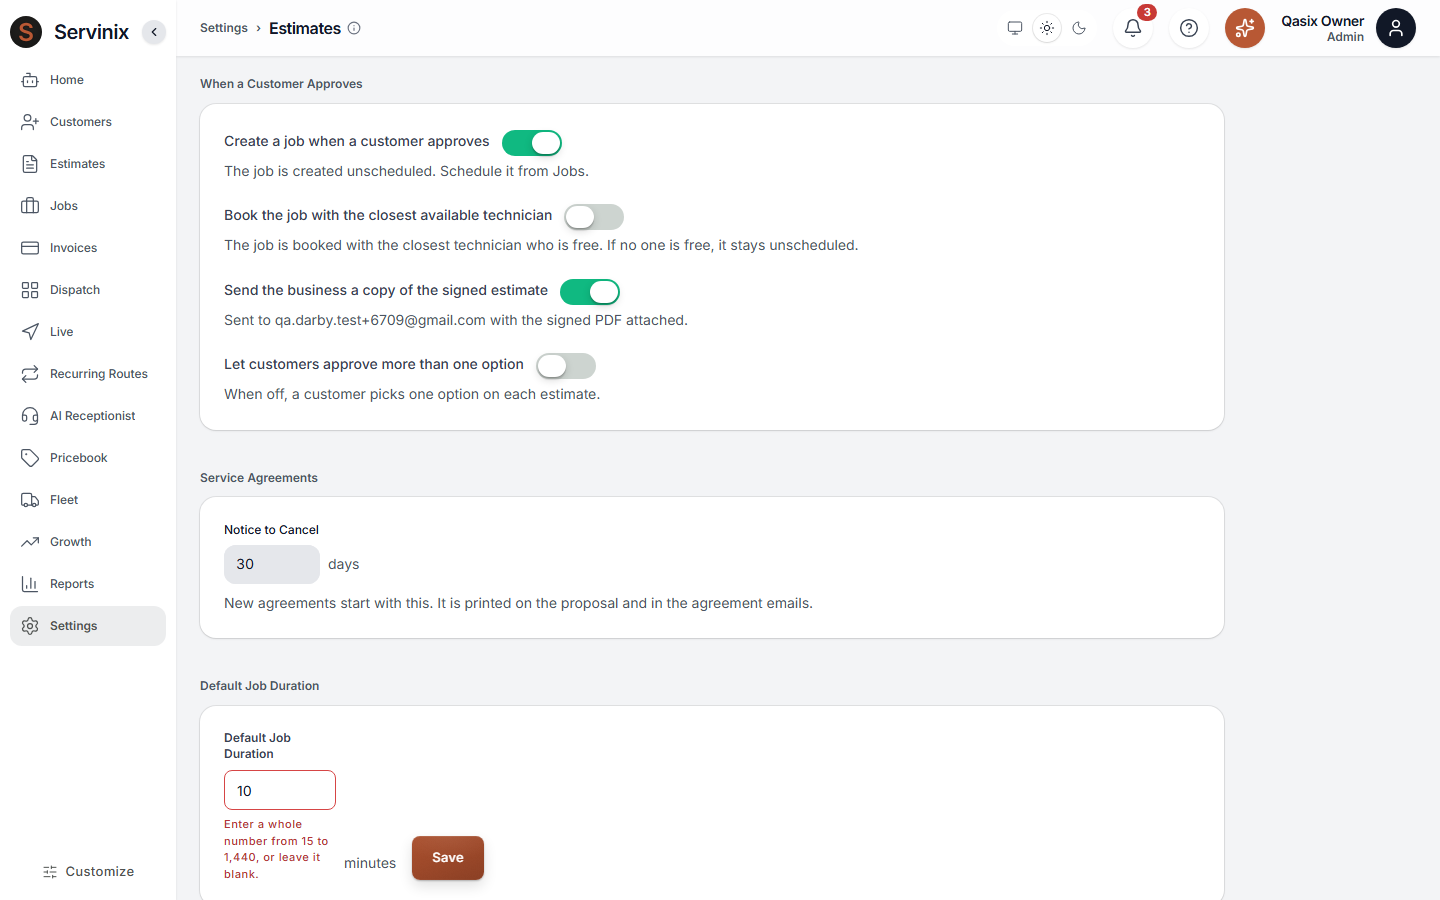 S Servinix
Settings › Estimates
3
Qasix Owner
Admin
Home
Customers
Estimates
Jobs
Invoices
Dispatch
Live
Recurring Routes
AI Receptionist
Pricebook
Fleet
Growth
Reports
Settings
Customize
When a Customer Approves
Create a job when a customer approves
The job is created unscheduled. Schedule it from Jobs.
Book the job with the closest available technician
The job is booked with the closest technician who is free. If no one is free, it stays unscheduled.
Send the business a copy of the signed estimate
Sent to qa.darby.test+6709@gmail.com with the signed PDF attached.
Let customers approve more than one option
When off, a customer picks one option on each estimate.
Service Agreements
Notice to Cancel
30 days
New agreements start with this. It is printed on the proposal and in the agreement emails.
Default Job Duration
Default Job
Duration
10
Enter a whole
number from 15 to
1,440, or leave it
blank.
minutes
Save